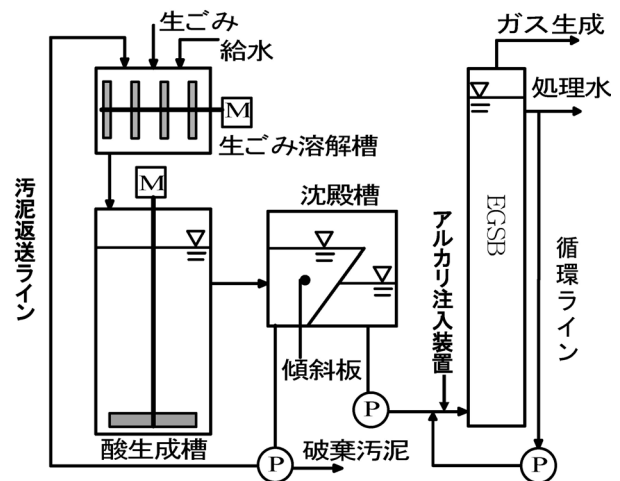 生ごみ
給水
M
生ごみ溶解槽
M
汚泥返送ライン
酸生成槽
沈殿槽
傾斜板
P
破棄汚泥
P
アルカリ注入装置
ガス生成
処理水
EGSB
循環ライン
P